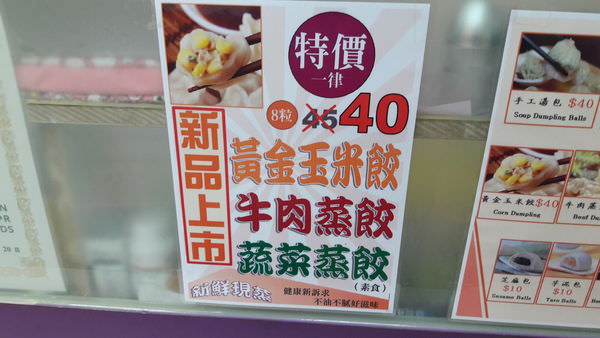 特價
一律
8粒 45 40
新品上市
黃金玉米餃
牛肉蒸餃
蔬菜蒸餃
(素食)
新鮮現蒸
健康新訴求
不油不膩好滋味
手工湯包 $40
Soup Dumpling Balls
黃金玉米餃 $40
Corn Dumpling
牛肉蒸
芝麻包
$10
Sesame Balls
芋泥包
$10
Taro Balls